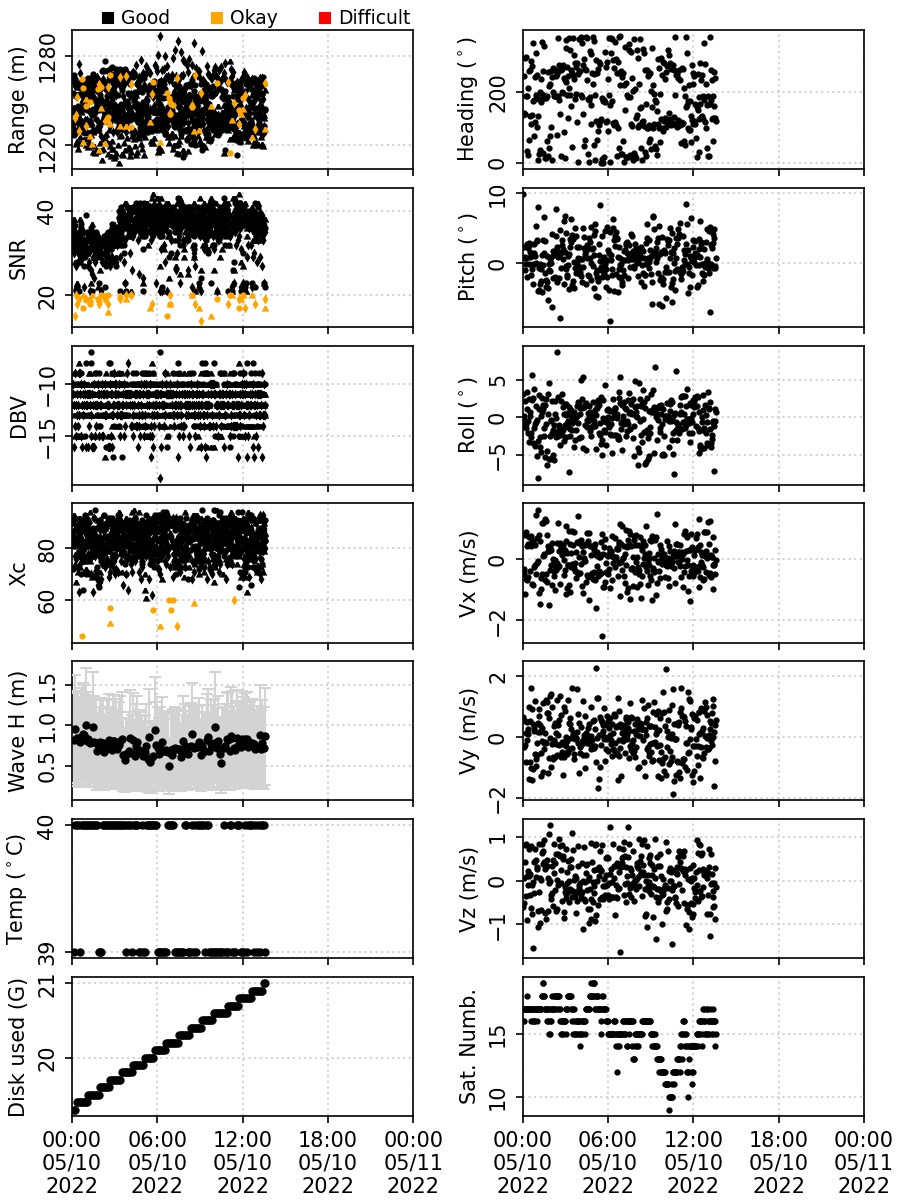 Good Okay Difficult
Range (m)
1280
1220
Heading (°)
200
0
SNR
40
20
Pitch (°)
10
0
DBV
−10
−15
Roll (°)
5
0
−5
Xc
80
60
Vx (m/s)
0
−2
Wave H (m)
1.5
1.0
0.5
Vy (m/s)
2
0
−2
Temp (°C)
40
39
Vz (m/s)
1
0
−1
Disk used (G)
21
20
Sat. Numb.
15
10
00:00 06:00 12:00 18:00 00:00
05/10 05/10 05/10 05/10 05/11
2022 2022 2022 2022 2022
00:00 06:00 12:00 18:00 00:00
05/10 05/10 05/10 05/10 05/11
2022 2022 2022 2022 2022